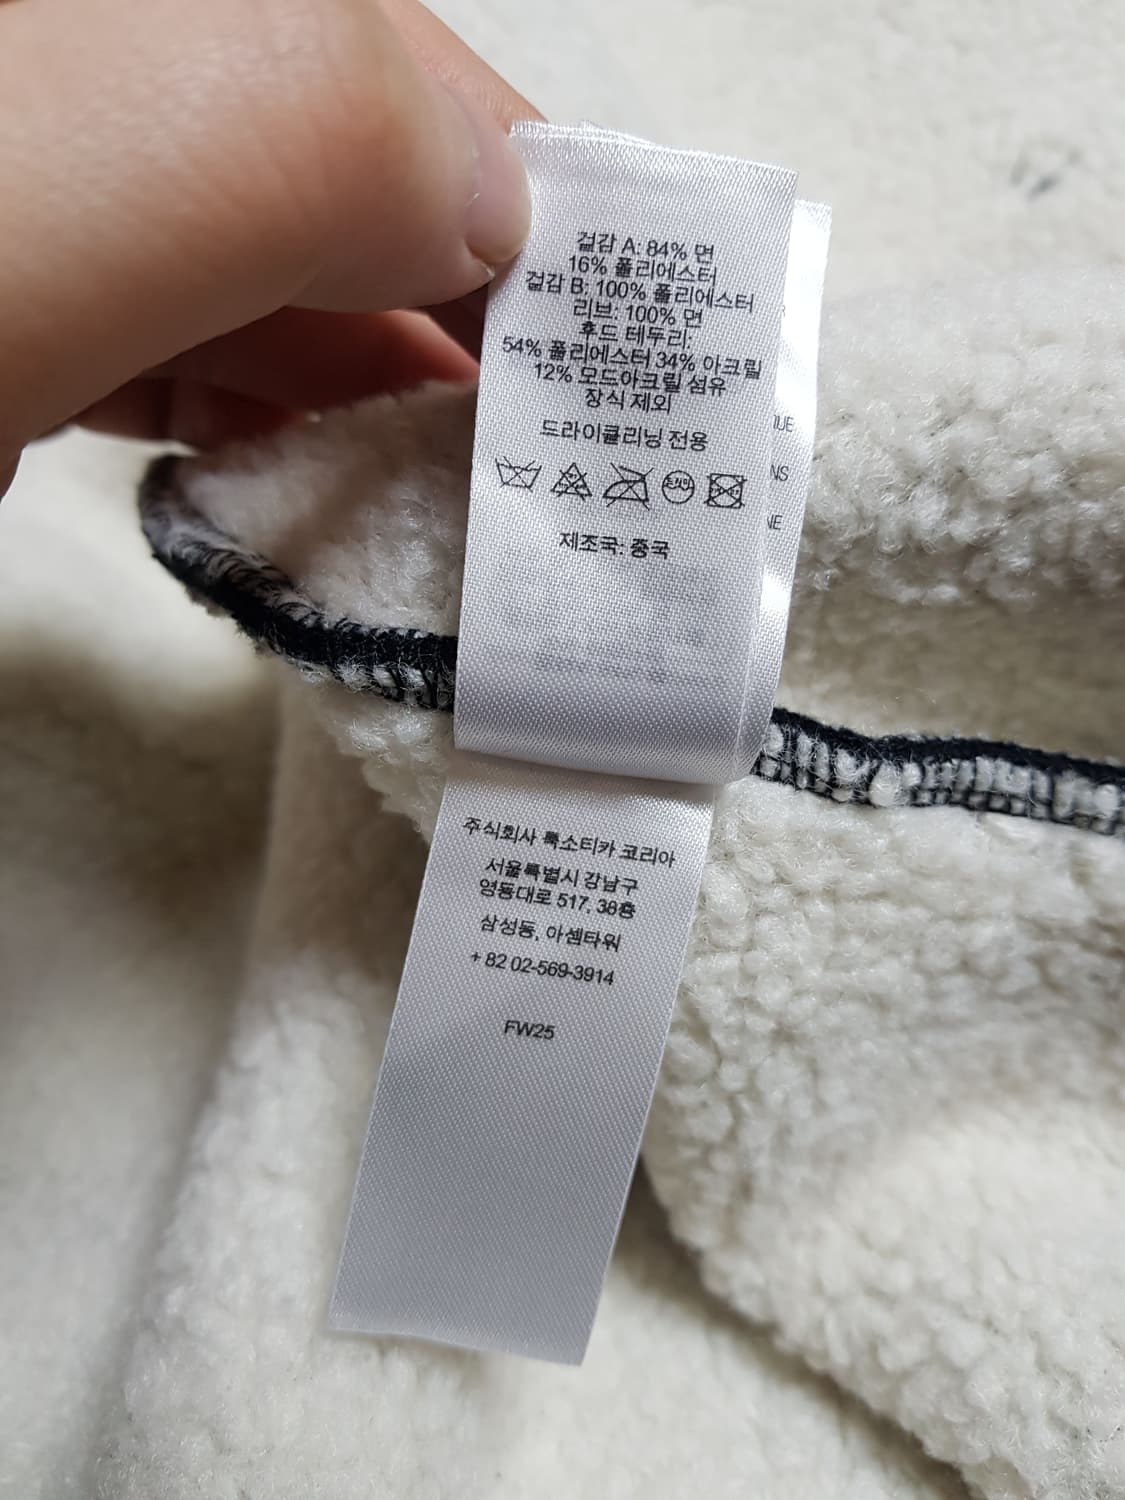 겉감 A: 84% 면
16% 폴리에스터
겉감 B: 100% 폴리에스터
리브: 100% 면
후드 테두리:
54% 폴리에스터 34% 아크릴
12% 모드아크릴 섬유
장식 제외
드라이클리닝 전용
제조국: 중국
UE
NS
NE
주식회사 룩소티카 코리아
서울특별시 강남구
영동대로 517, 38층
삼성동, 아셈타워
+ 82 02-569-3914
FW25